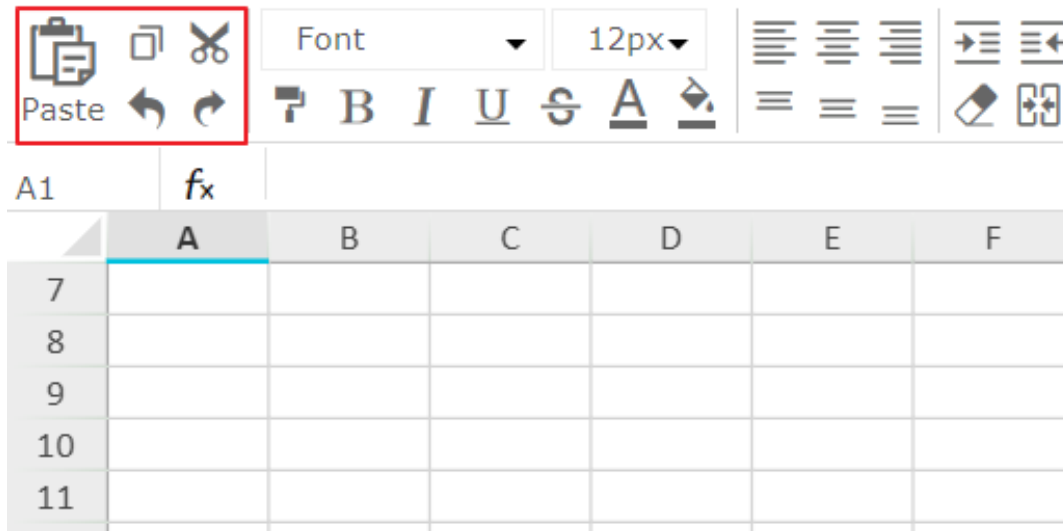 Font 12px
Paste B I U S A
A1 fx
A B C D E F
7
8
9
10
11